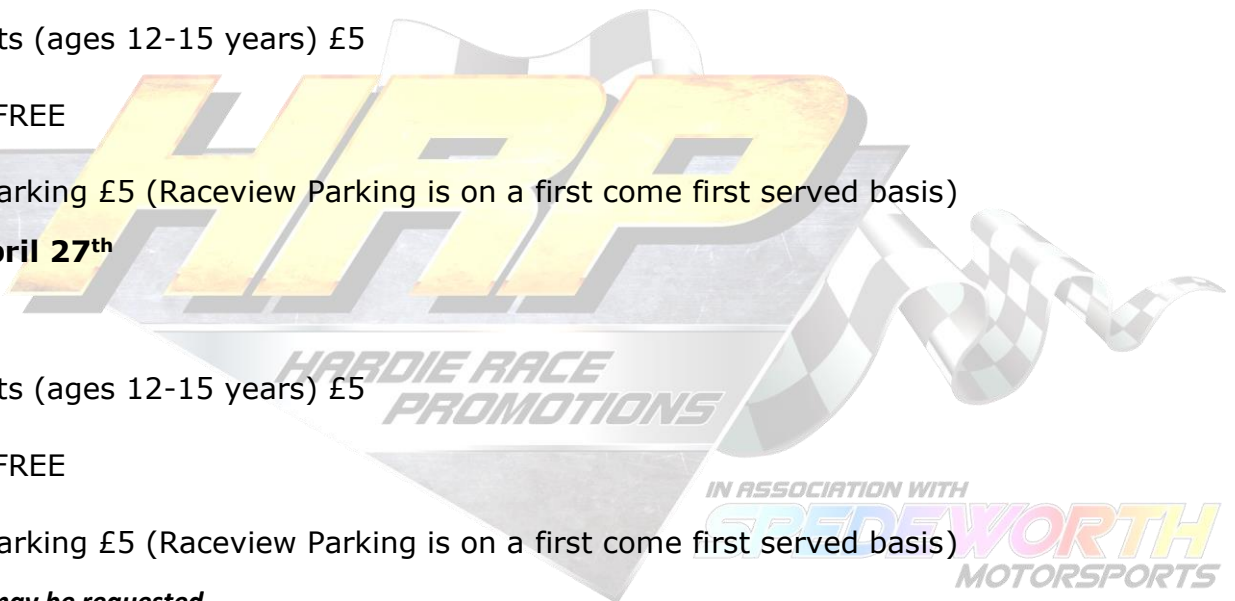 ts (ages 12-15 years) £5
FREE
arking £5 (Raceview Parking is on a first come first served basis)
pril 27th
HRP
HARDIE RACE
PROMOTIONS
ts (ages 12-15 years) £5
FREE
IN ASSOCIATION WITH
SPEDEWORTH
MOTORSPORTS
arking £5 (Raceview Parking is on a first come first served basis)
may be requested